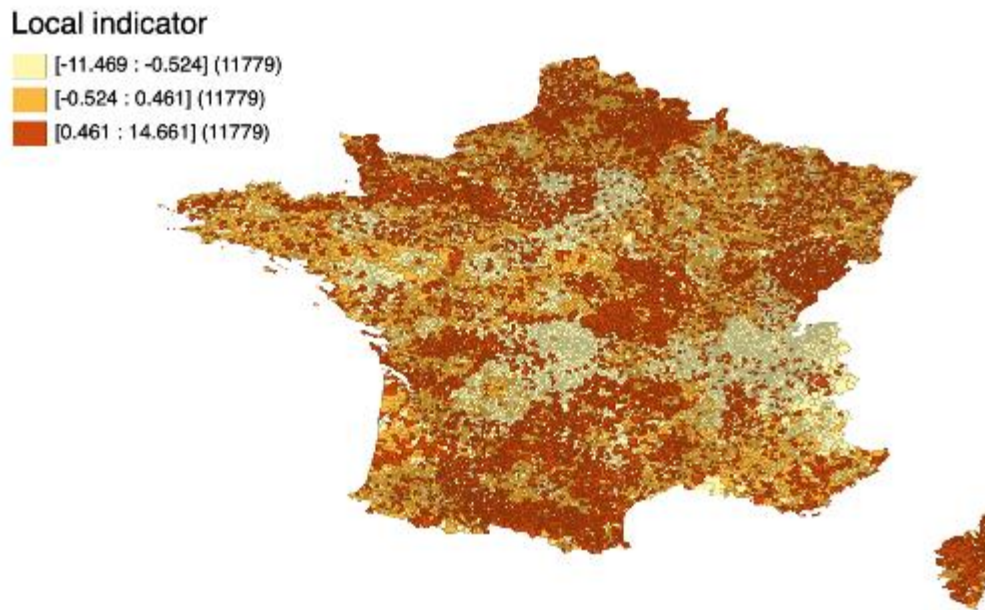 Local indicator
[-11.469 : -0.524] (11779)
[-0.524 : 0.461] (11779)
[0.461 : 14.661] (11779)